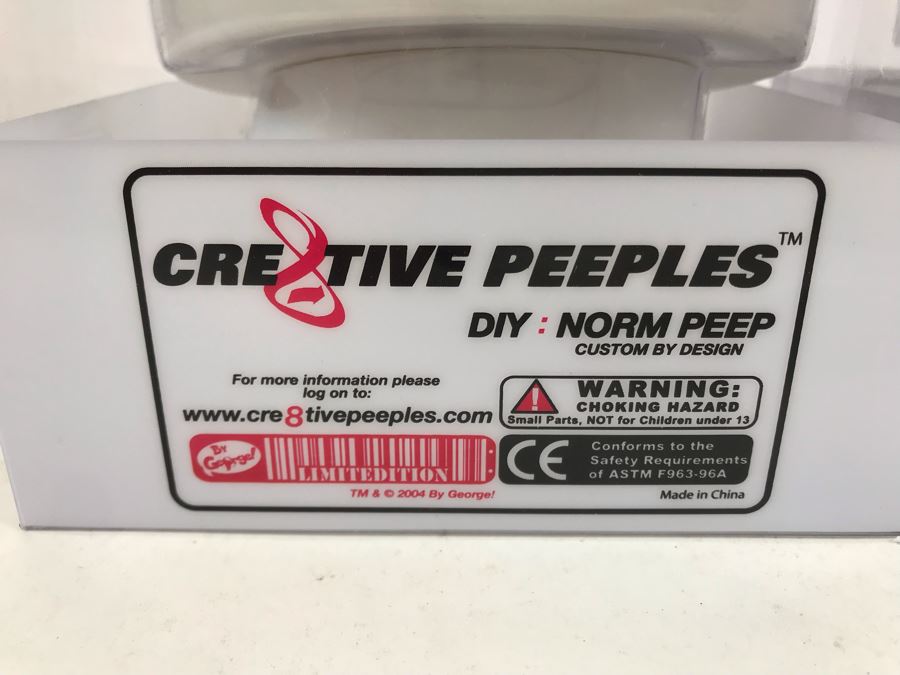 CRE8TIVE PEEPLES™
DIY : NORM PEEP
CUSTOM BY DESIGN
For more information please
log on to:
www.cre8tivepeeples.com
WARNING:
CHOKING HAZARD
Small Parts, NOT for Children under 13
By
George!
LIMITEDITION
CE
Conforms to the
Safety Requirements
of ASTM F963-96A
TM & © 2004 By George!
Made in China